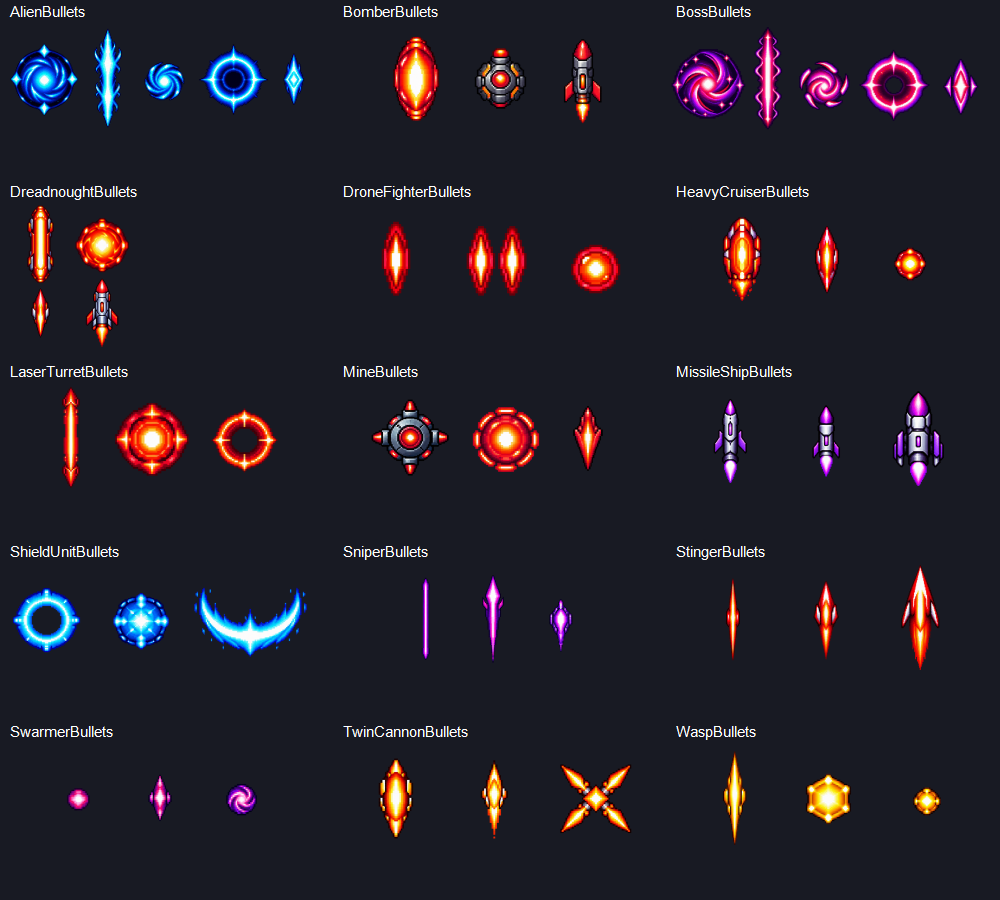 AlienBullets
BomberBullets
BossBullets
DreadnoughtBullets
DroneFighterBullets
HeavyCruiserBullets
LaserTurretBullets
MineBullets
MissileShipBullets
ShieldUnitBullets
SniperBullets
StingerBullets
SwarmerBullets
TwinCannonBullets
WaspBullets